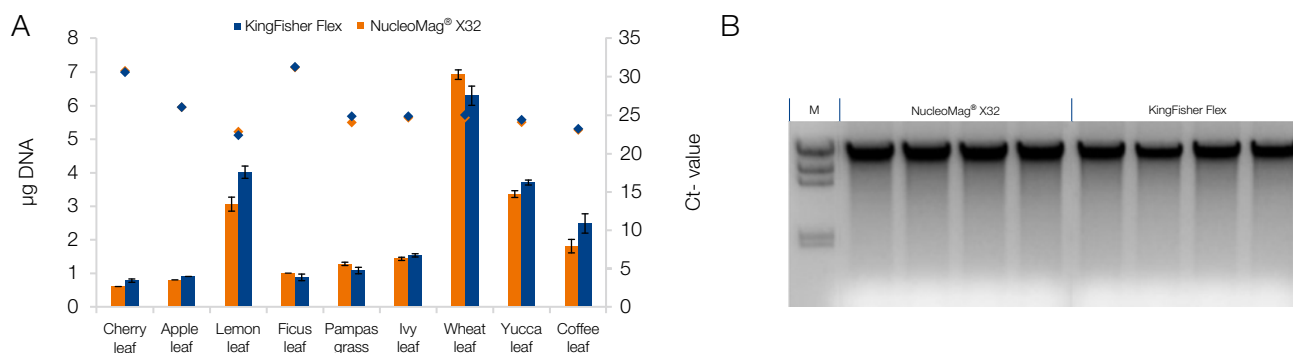 A
KingFisher Flex
NucleoMag® X32
µg DNA
8
7
6
5
4
3
2
1
0
35
30
25
20
15
10
5
0
Ct- value
Cherry leaf
Apple leaf
Lemon leaf
Ficus leaf
Pampas grass
Ivy leaf
Wheat leaf
Yucca leaf
Coffee leaf
B
M
NucleoMag® X32
KingFisher Flex